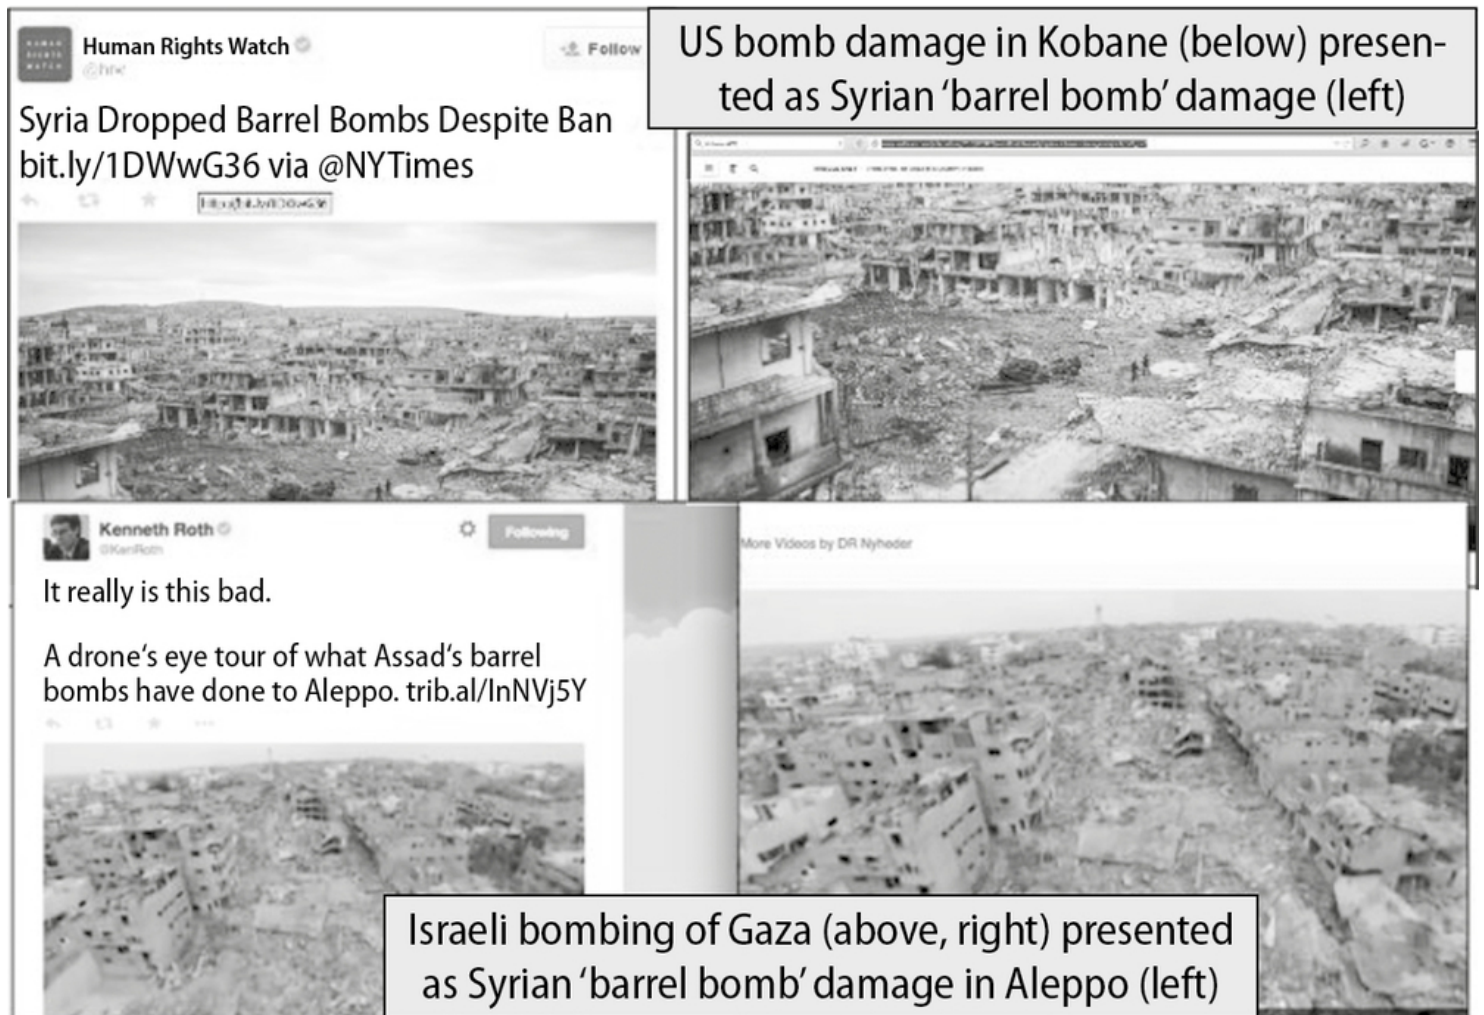 Human Rights Watch
@hrw
Follow
Syria Dropped Barrel Bombs Despite Ban
bit.ly/1DWwG36 via @NYTimes
US bomb damage in Kobane (below) presen-
ted as Syrian ‘barrel bomb’ damage (left)
Kenneth Roth
@KenRoth
Following
It really is this bad.
A drone‘s eye tour of what Assad‘s barrel
bombs have done to Aleppo. trib.al/InNVj5Y
More Videos by DR Nyheder
Israeli bombing of Gaza (above, right) presented
as Syrian ‘barrel bomb’ damage in Aleppo (left)